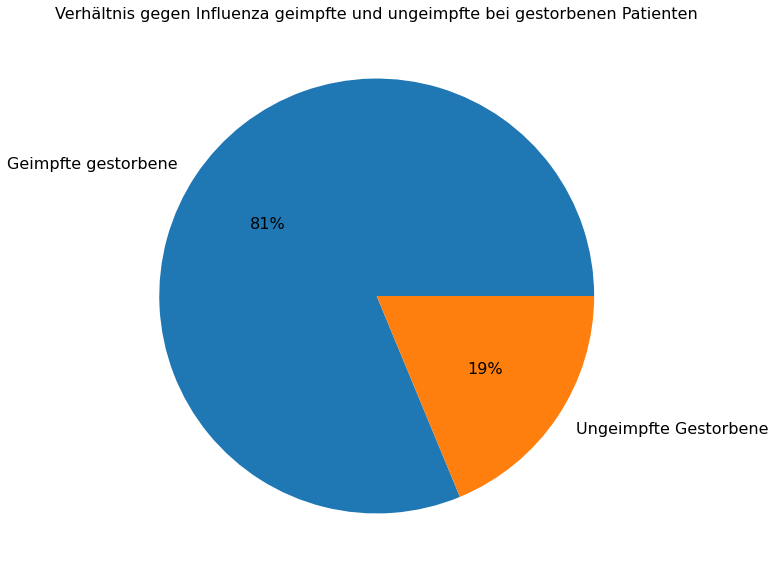 Verhältnis gegen Influenza geimpfte und ungeimpfte bei gestorbenen Patienten
Geimpfte gestorbene
81%
19%
Ungeimpfte Gestorbene